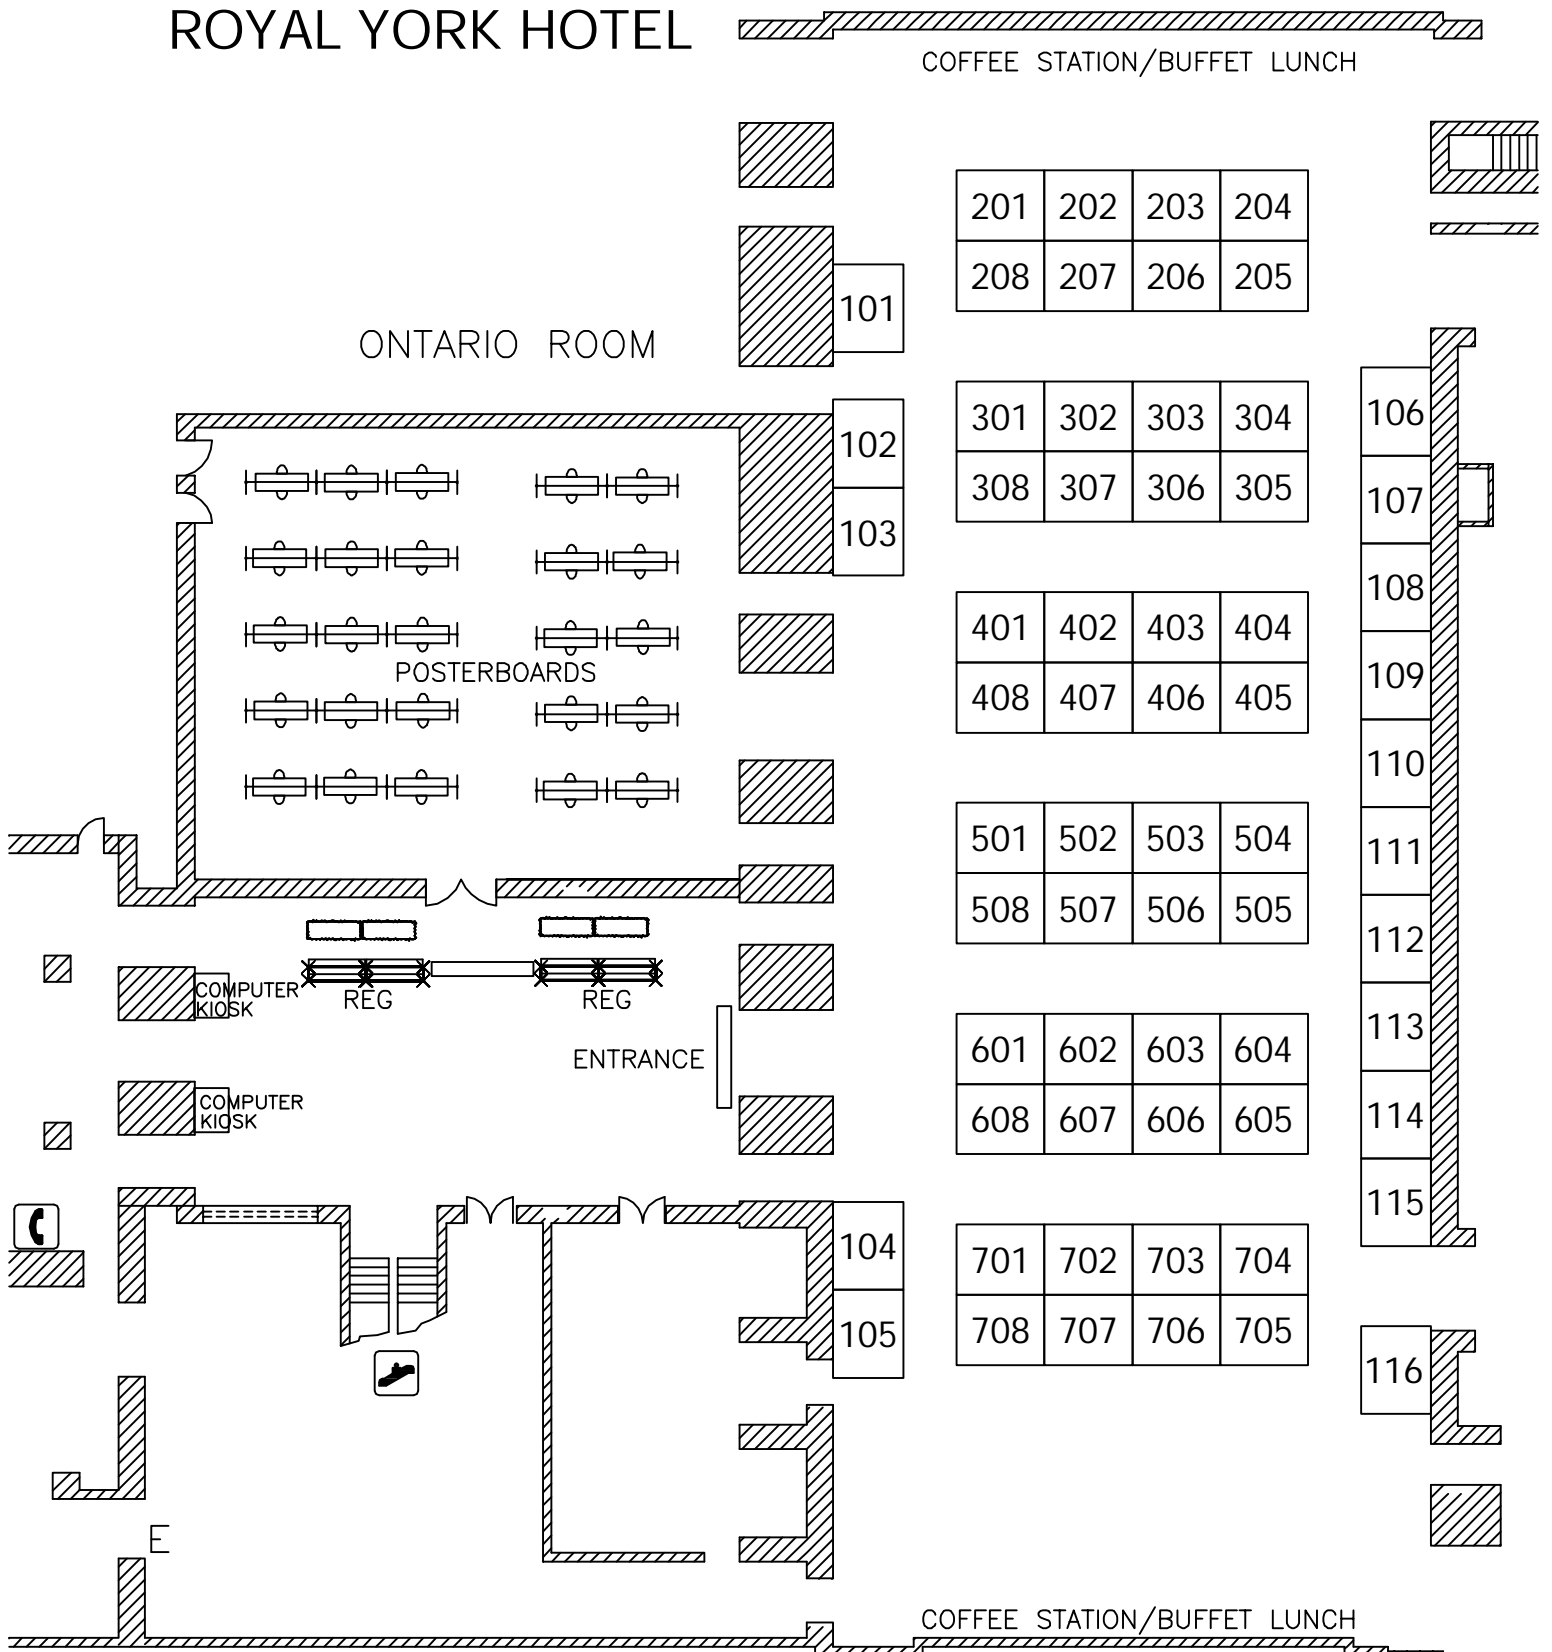 ROYAL YORK HOTEL
COFFEE STATION/BUFFET LUNCH
201 202 203 204
208 207 206 205
101
ONTARIO ROOM
301 302 303 304
308 307 306 305
102
103
106
107
108
109
110
111
112
113
114
115
401 402 403 404
408 407 406 405
POSTERBOARDS
501 502 503 504
508 507 506 505
COMPUTER
KIOSK
REG
REG
ENTRANCE
COMPUTER
KIOSK
601 602 603 604
608 607 606 605
104
105
701 702 703 704
708 707 706 705
116
E
COFFEE STATION/BUFFET LUNCH